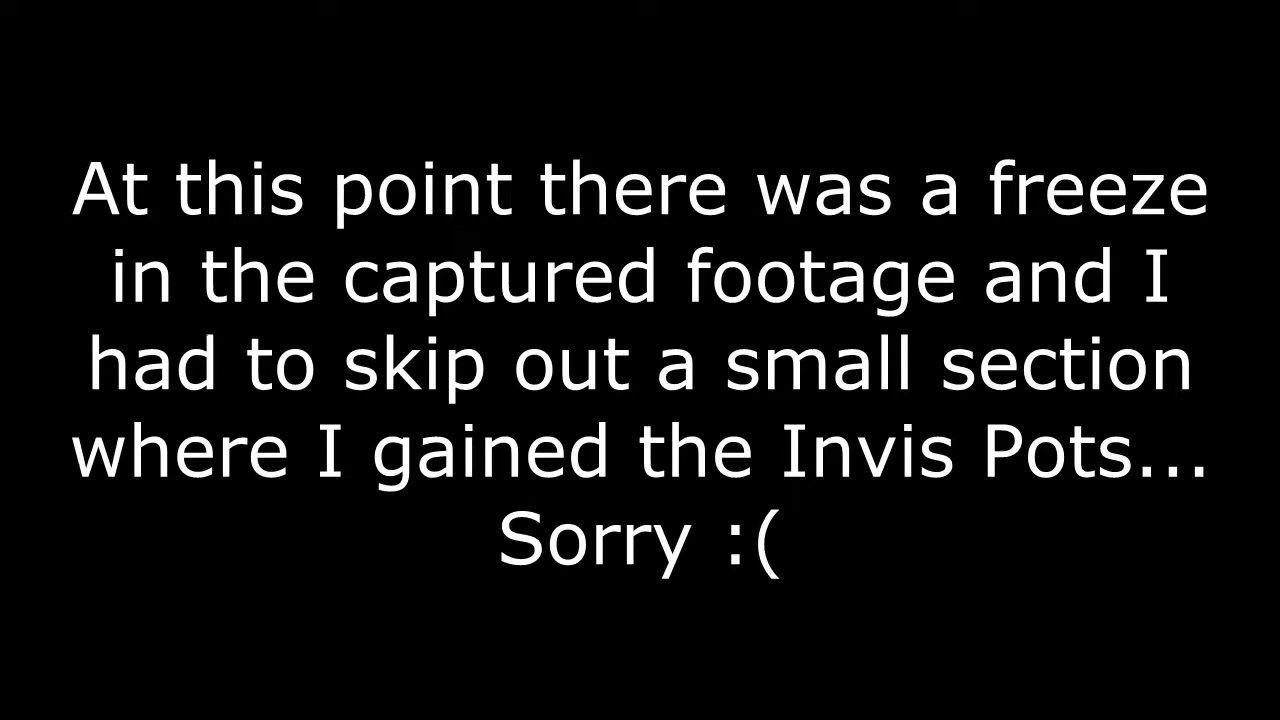 At this point there was a freeze
in the captured footage and I
had to skip out a small section
where I gained the Invis Pots...
Sorry :(